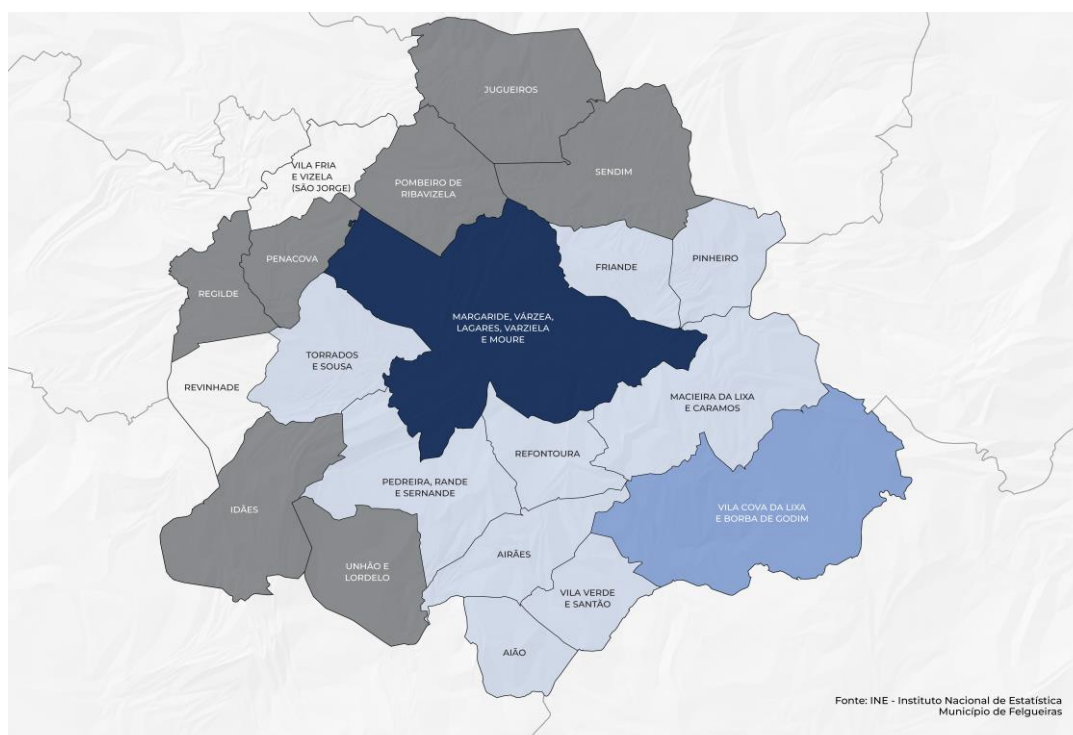 JUGUEIROS
VILA FRIA
E VIZELA
(SÃO JORGE)
POMBEIRO DE
RIBAVIZELA
SENDIM
PENACOVA
FRIANDE
PINHEIRO
REGILDE
MARGARIDE, VÁRZEA,
LAGARES, VARZIELA
E MOURE
TORRADOS
E SOUSA
REVINHADE
MACIEIRA DA LIXA
E CARAMOS
REFONTOURA
PEDREIRA, RANDE
E SERNANDE
IDÃES
VILA COVA DA LIXA
E BORBA DE GODIM
AIRÃES
UNHÃO E
LORDELO
VILA VERDE
E SANTÃO
AIÃO
Fonte: INE - Instituto Nacional de Estatística
Município de Felgueiras